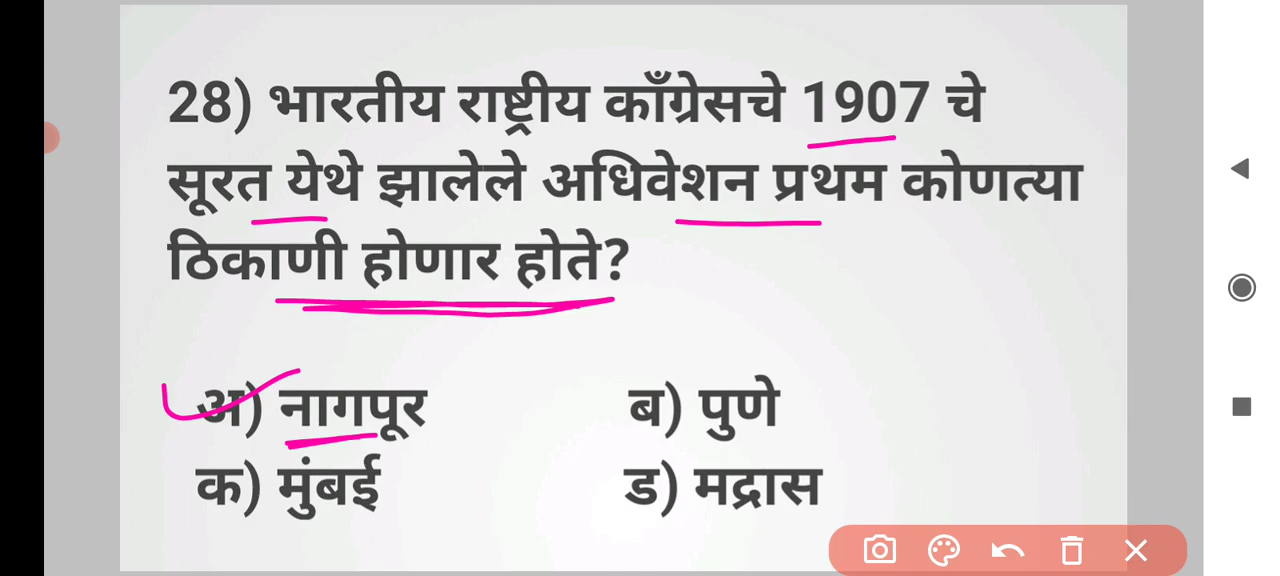 28) भारतीय राष्ट्रीय काँग्रेसचे 1907 चे
सूरत येथे झालेले अधिवेशन प्रथम कोणत्या
ठिकाणी होणार होते?
अ) नागपूर ब) पुणे
क) मुंबई ड) मद्रास